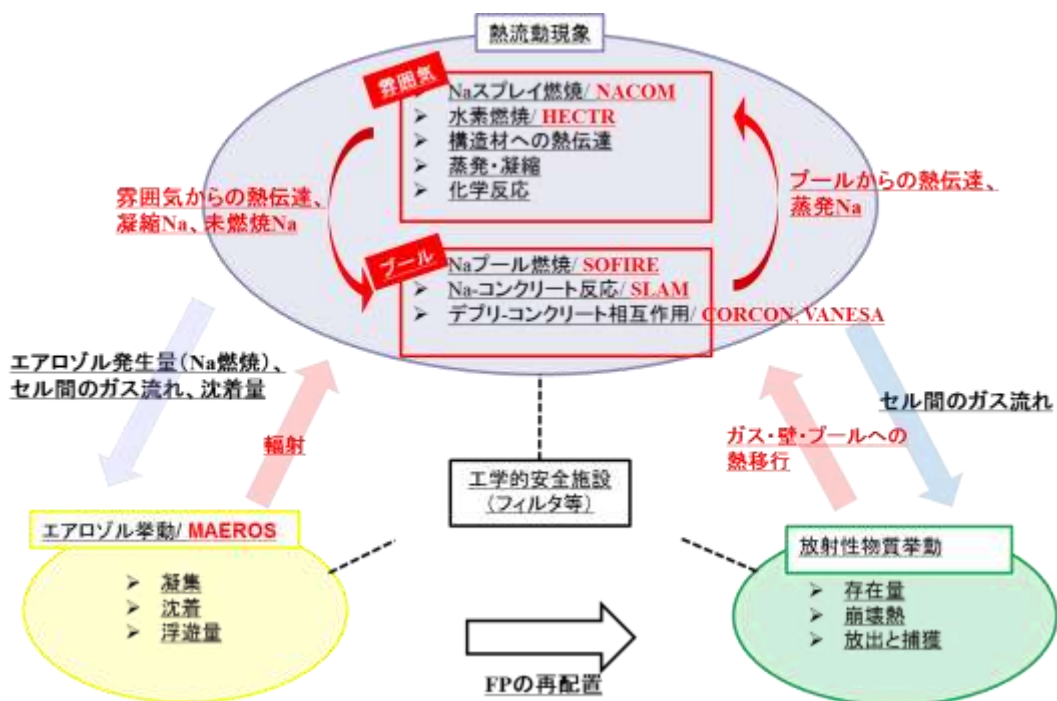 熱流動現象
雰囲気
➢ Naスプレイ燃焼/ NACOM
➢ 水素燃焼/ HECTR
➢ 構造材への熱伝達
➢ 蒸発・凝縮
➢ 化学反応
雰囲気からの熱伝達、
凝縮Na、未燃焼Na
プールからの熱伝達、
蒸発Na
プール
➢ Naプール燃焼/ SOFIRE
➢ Na-コンクリート反応/ SLAM
➢ デブリ-コンクリート相互作用/ CORCON, VANESA
エアロゾル発生量(Na燃焼)、
セル間のガス流れ、沈着量
輻射
ガス・壁・プールへの
熱移行
セル間のガス流れ
工学的安全施設
(フィルタ等)
エアロゾル挙動/ MAEROS
➢ 凝集
➢ 沈着
➢ 浮遊量
放射性物質挙動
➢ 存在量
➢ 崩壊熱
➢ 放出と捕獲
FPの再配置